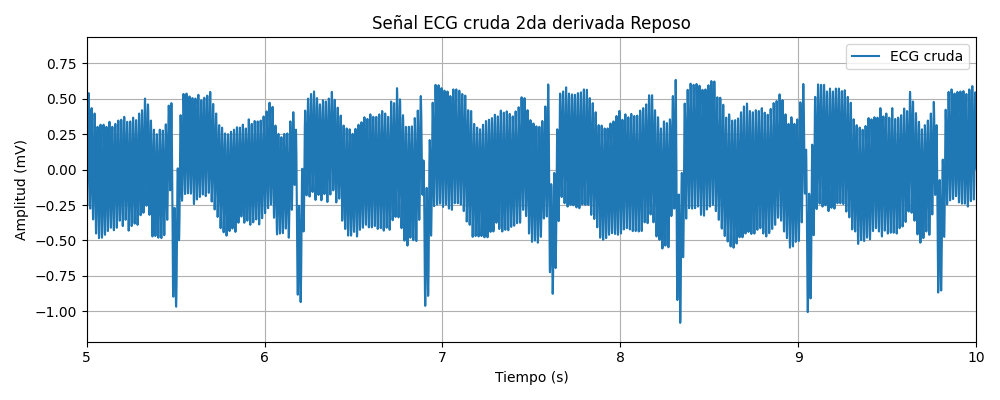 Señal ECG cruda 2da derivada Reposo
ECG cruda
Amplitud (mV)
0.75
0.50
0.25
0.00
−0.25
−0.50
−0.75
−1.00
5 6 7 8 9 10
Tiempo (s)